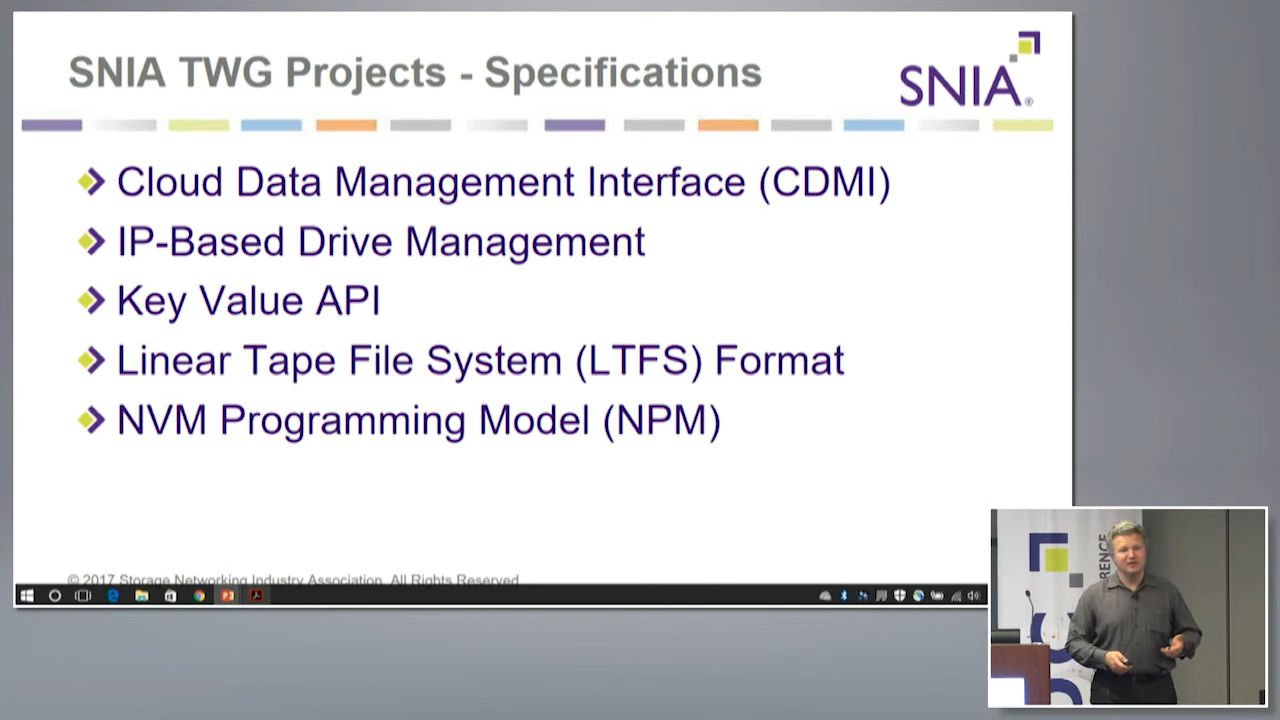 SNIA TWG Projects - Specifications
SNIA®
Cloud Data Management Interface (CDMI)
IP-Based Drive Management
Key Value API
Linear Tape File System (LTFS) Format
NVM Programming Model (NPM)
© 2017 Storage Networking Industry Association. All Rights Reserved